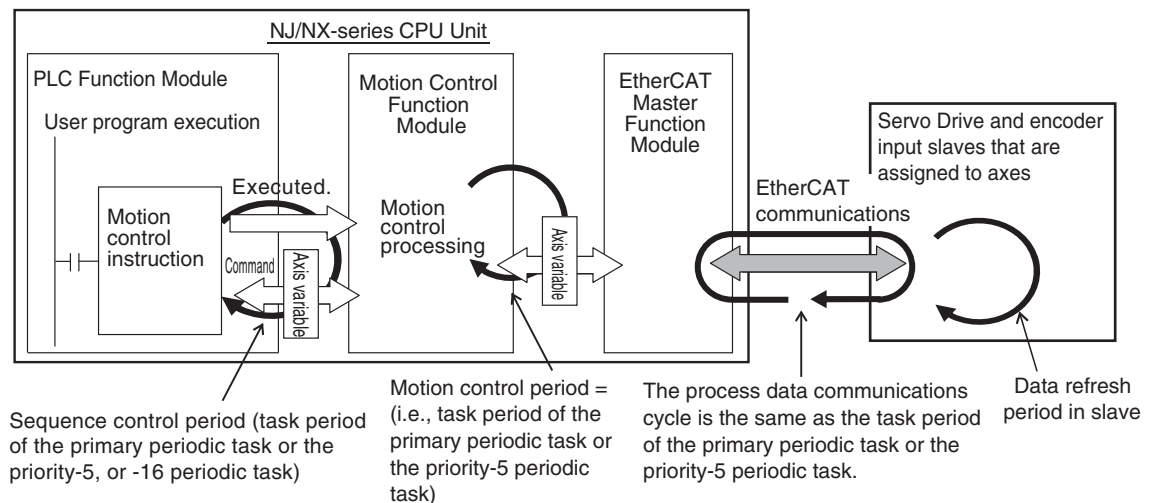 NJ/NX-series CPU Unit
PLC Function Module
User program execution
Motion
control
instruction
Executed.
Command
Axis variable
Motion Control
Function
Module
Motion
control
processing
Axis variable
EtherCAT
Master
Function
Module
EtherCAT
communications
Servo Drive and encoder
input slaves that are
assigned to axes
Sequence control period (task period
of the primary periodic task or the
priority-5, or -16 periodic task)
Motion control period =
(i.e., task period of the
primary periodic task or
the priority-5 periodic
task)
The process data communications
cycle is the same as the task period
of the primary periodic task or the
priority-5 periodic task.
Data refresh
period in slave